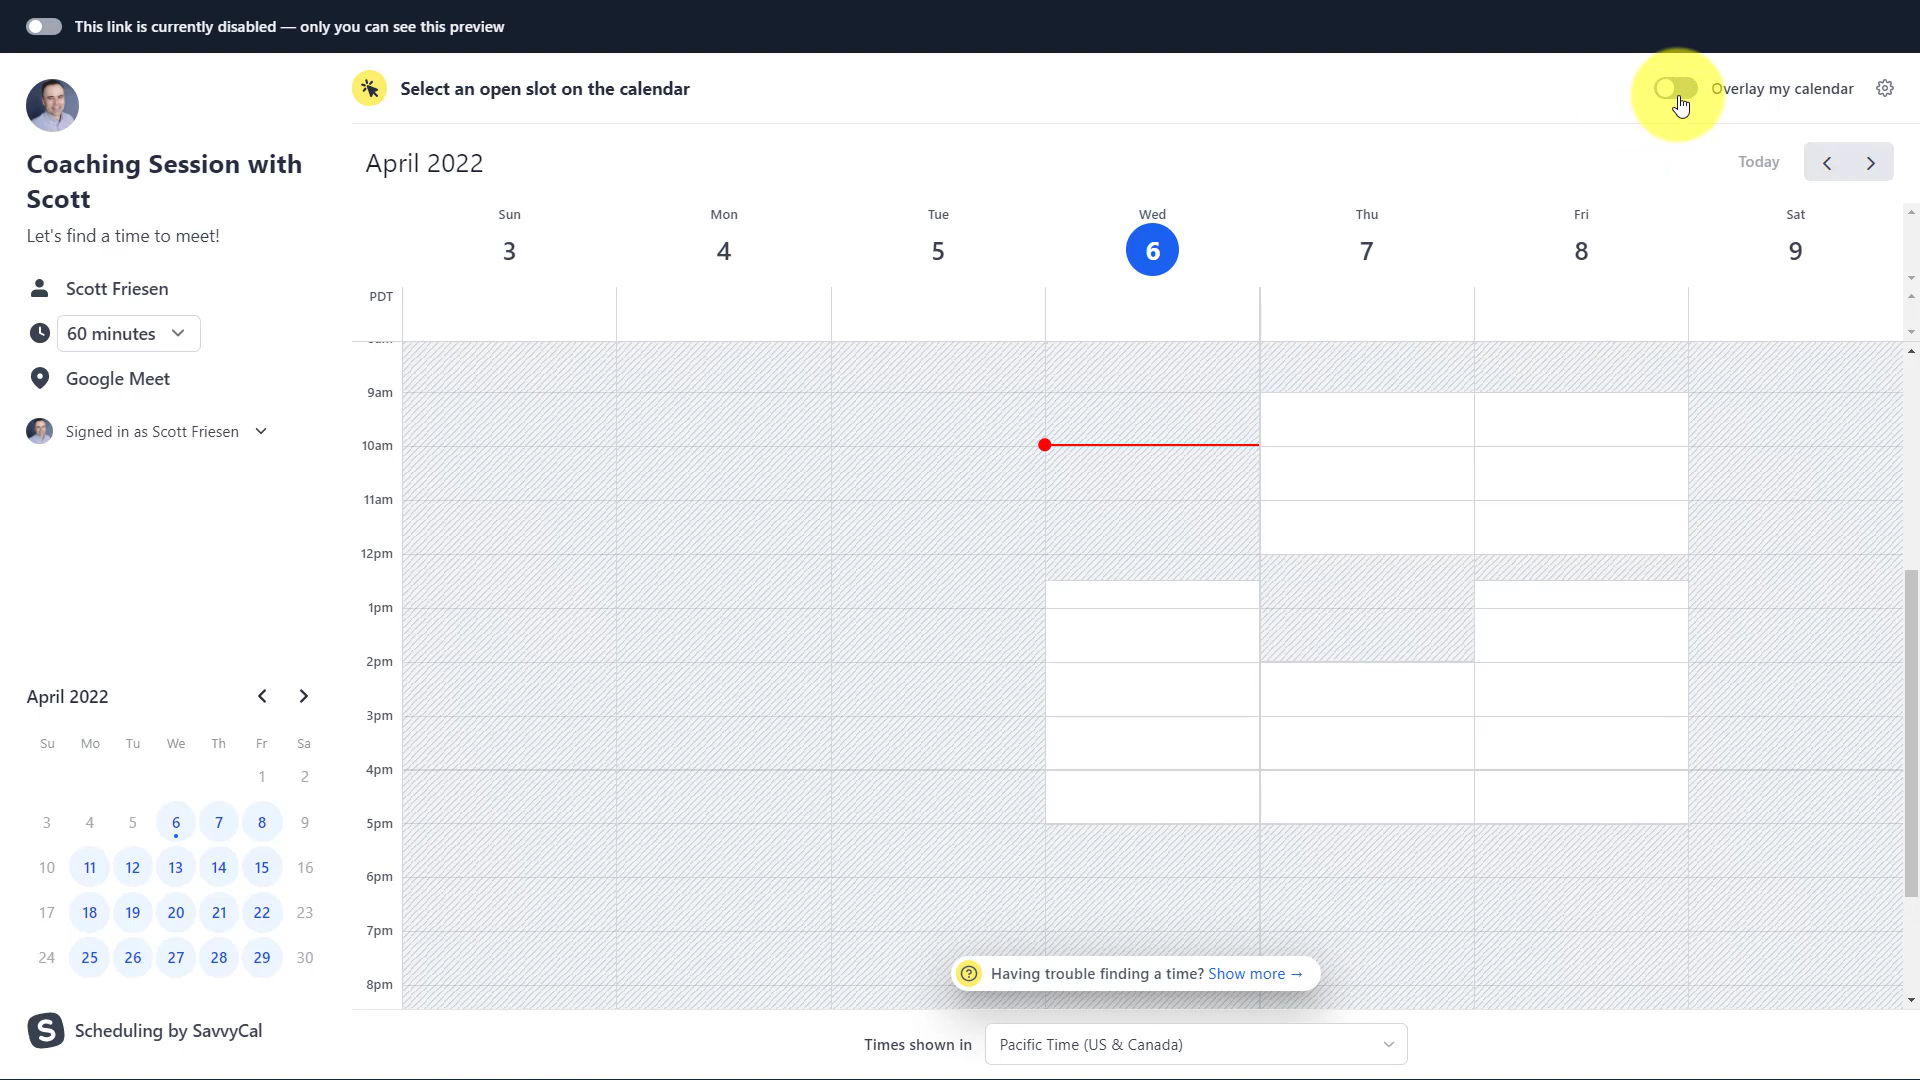 This link is currently disabled — only you can see this preview
Select an open slot on the calendar
Overlay my calendar
Coaching Session with
Scott
Let's find a time to meet!
Scott Friesen
60 minutes
Google Meet
Signed in as Scott Friesen
April 2022
Su Mo Tu We Th Fr Sa
1 2
3 4 5 6 7 8 9
10 11 12 13 14 15 16
17 18 19 20 21 22 23
24 25 26 27 28 29 30
S Scheduling by SavvyCal
April 2022
Today
Sun Mon Tue Wed Thu Fri Sat
3 4 5 6 7 8 9
PDT
9am
10am
11am
12pm
1pm
2pm
3pm
4pm
5pm
6pm
7pm
8pm
Having trouble finding a time? Show more →
Times shown in Pacific Time (US & Canada)